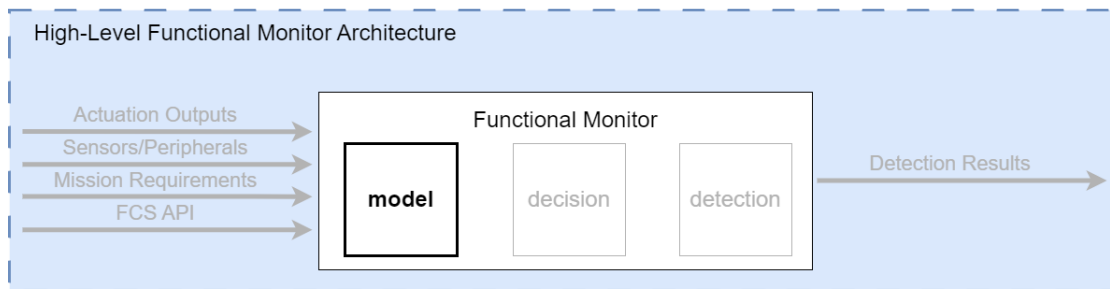 High-Level Functional Monitor Architecture
Actuation Outputs
Sensors/Peripherals
Mission Requirements
FCS API
Functional Monitor
model
decision
detection
Detection Results